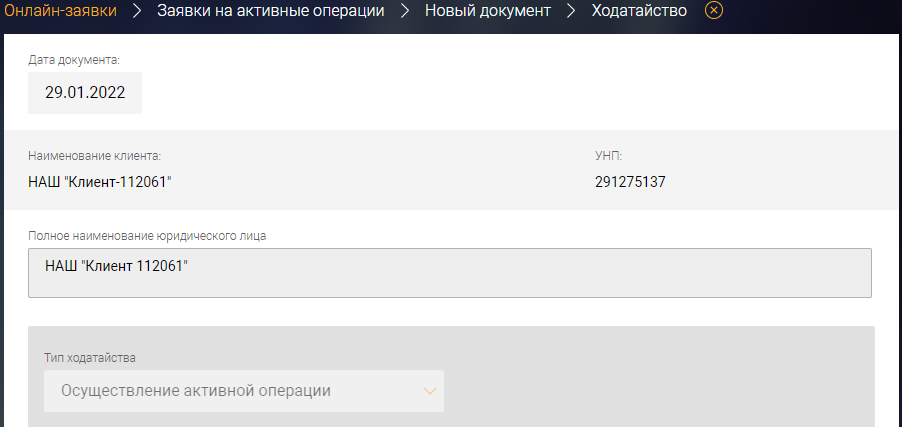 Онлайн-заявки > Заявки на активные операции > Новый документ > Ходатайство
Дата документа:
29.01.2022
Наименование клиента: УНП:
НАШ "Клиент-112061" 291275137
Полное наименование юридического лица
НАШ "Клиент 112061"
Тип ходатайства
Осуществление активной операции